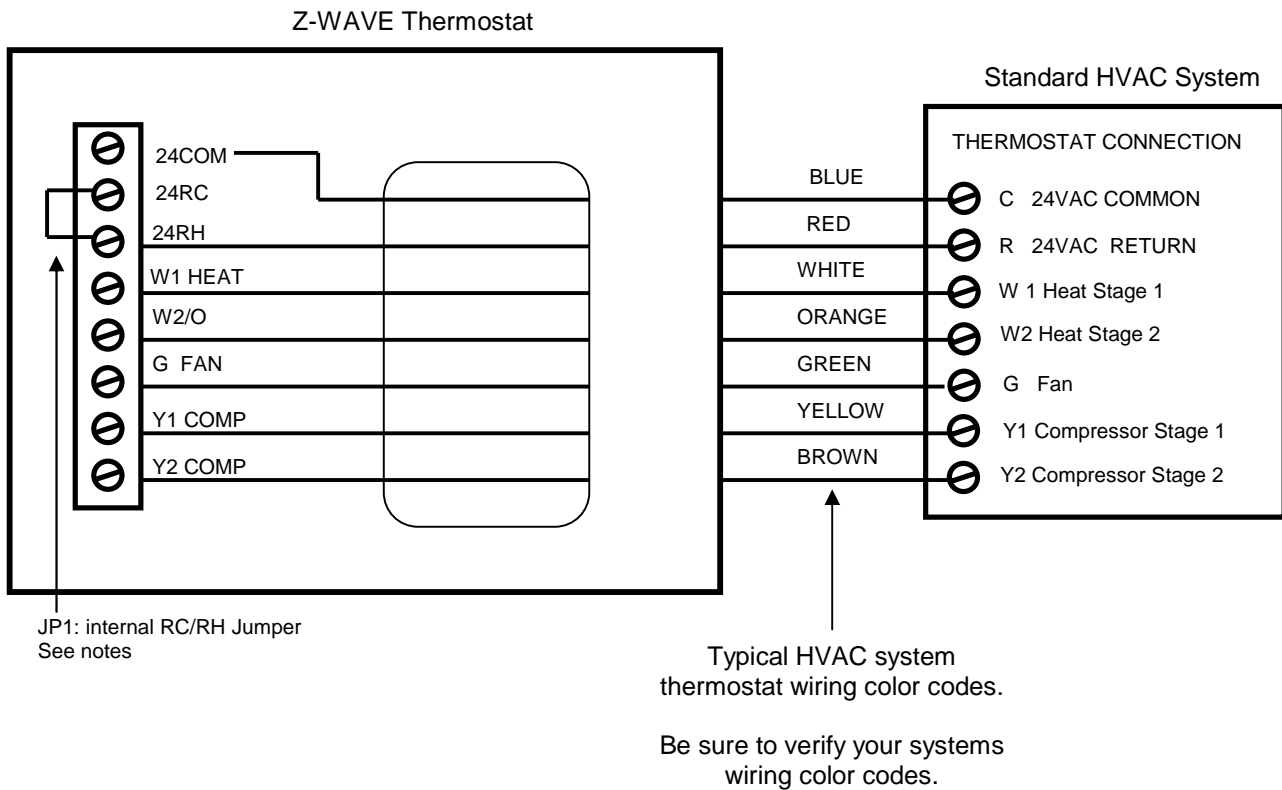 Z-WAVE Thermostat
Standard HVAC System
THERMOSTAT CONNECTION
24COM
24RC
24RH
W1 HEAT
W2/O
G FAN
Y1 COMP
Y2 COMP
BLUE
RED
WHITE
ORANGE
GREEN
YELLOW
BROWN
C 24VAC COMMON
R 24VAC RETURN
W 1 Heat Stage 1
W2 Heat Stage 2
G Fan
Y1 Compressor Stage 1
Y2 Compressor Stage 2
JP1: internal RC/RH Jumper
See notes
Typical HVAC system
thermostat wiring color codes.
Be sure to verify your systems
wiring color codes.